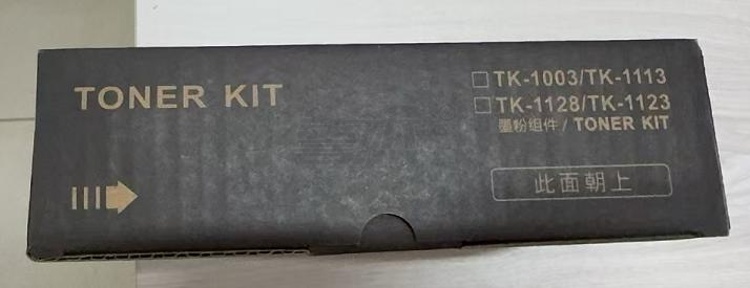 TONER KIT
□TK-1003/TK-1113
□TK-1128/TK-1123
墨粉组件/ TONER KIT
此面朝上